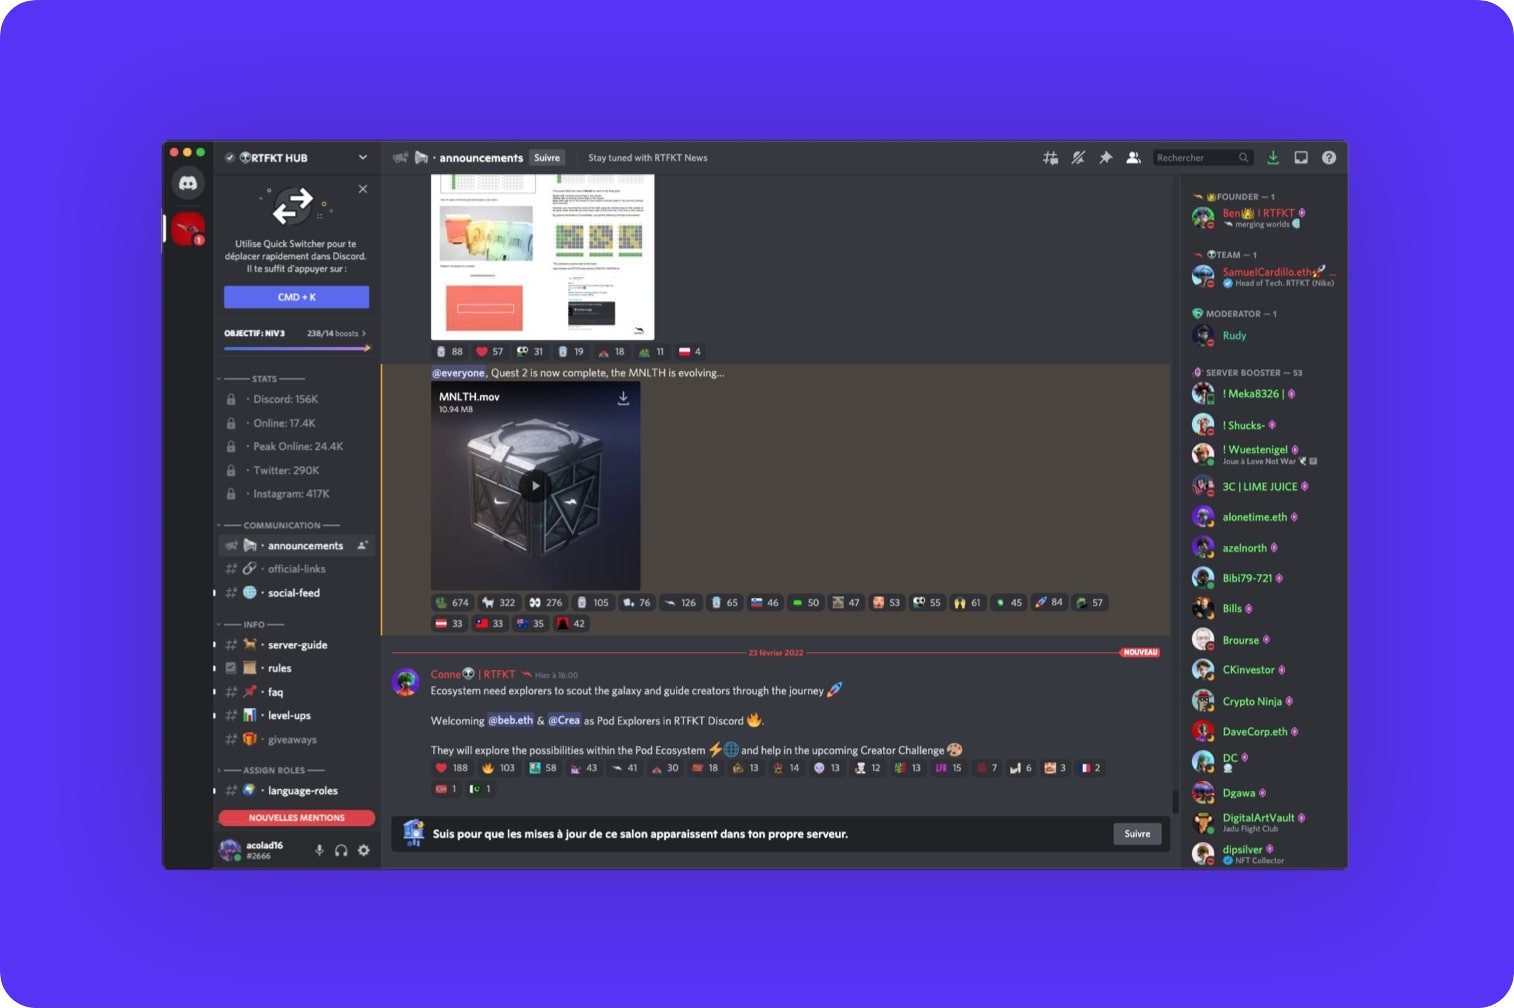 RTFKT HUB
Utilise Quick Switcher pour te
déplacer rapidement dans Discord.
Il te suffit d'appuyer sur :
CMD + K
OBJECTIF: NIV 3 238/14 boosts
STATS
· Discord: 156K
· Online: 17.4K
· Peak Online: 24.4K
· Twitter: 290K
· Instagram: 417K
COMMUNICATION
· announcements
· official-links
· social-feed
INFO
· server-guide
· rules
· faq
· level-ups
· giveaways
ASSIGN ROLES
· language-roles
NOUVELLES MENTIONS
acolad16
#2666
· announcements Suivre Stay tuned with RTFKT News
Rechercher
88 57 31 19 18 11 4
@everyone, Quest 2 is now complete, the MNLTH is evolving...
MNLTH.mov
10.94 MB
674 322 276 105 76 126 65 46 50 47 53 55 61 45 84 57
33 33 35 42
23 février 2022 NOUVEAU
Conne | RTFKT Hier à 16:00
Ecosystem need explorers to scout the galaxy and guide creators through the journey
Welcoming @beb.eth & @Crea as Pod Explorers in RTFKT Discord .
They will explore the possibilities within the Pod Ecosystem and help in the upcoming Creator Challenge
188 103 58 43 41 30 18 13 14 13 12 13 15 7 6 3 2
1 1
Suis pour que les mises à jour de ce salon apparaissent dans ton propre serveur.
Suivre
FOUNDER — 1
Ben | RTFKT
merging worlds
TEAM — 1
SamuelCardillo.eth ...
Head of Tech. RTFKT (Nike)
MODERATOR — 1
Rudy
SERVER BOOSTER — 53
! Meka8326 |
! Shucks-
! Wuestenigel
Joue à Love Not War
3C | LIME JUICE
alonetime.eth
azelnorth
Bibi79-721
Bills
Brourse
CKinvestor
Crypto Ninja
DaveCorp.eth
DC
Dgawa
DigitalArtVault
Jadu Flight Club
dipsilver
NFT Collector